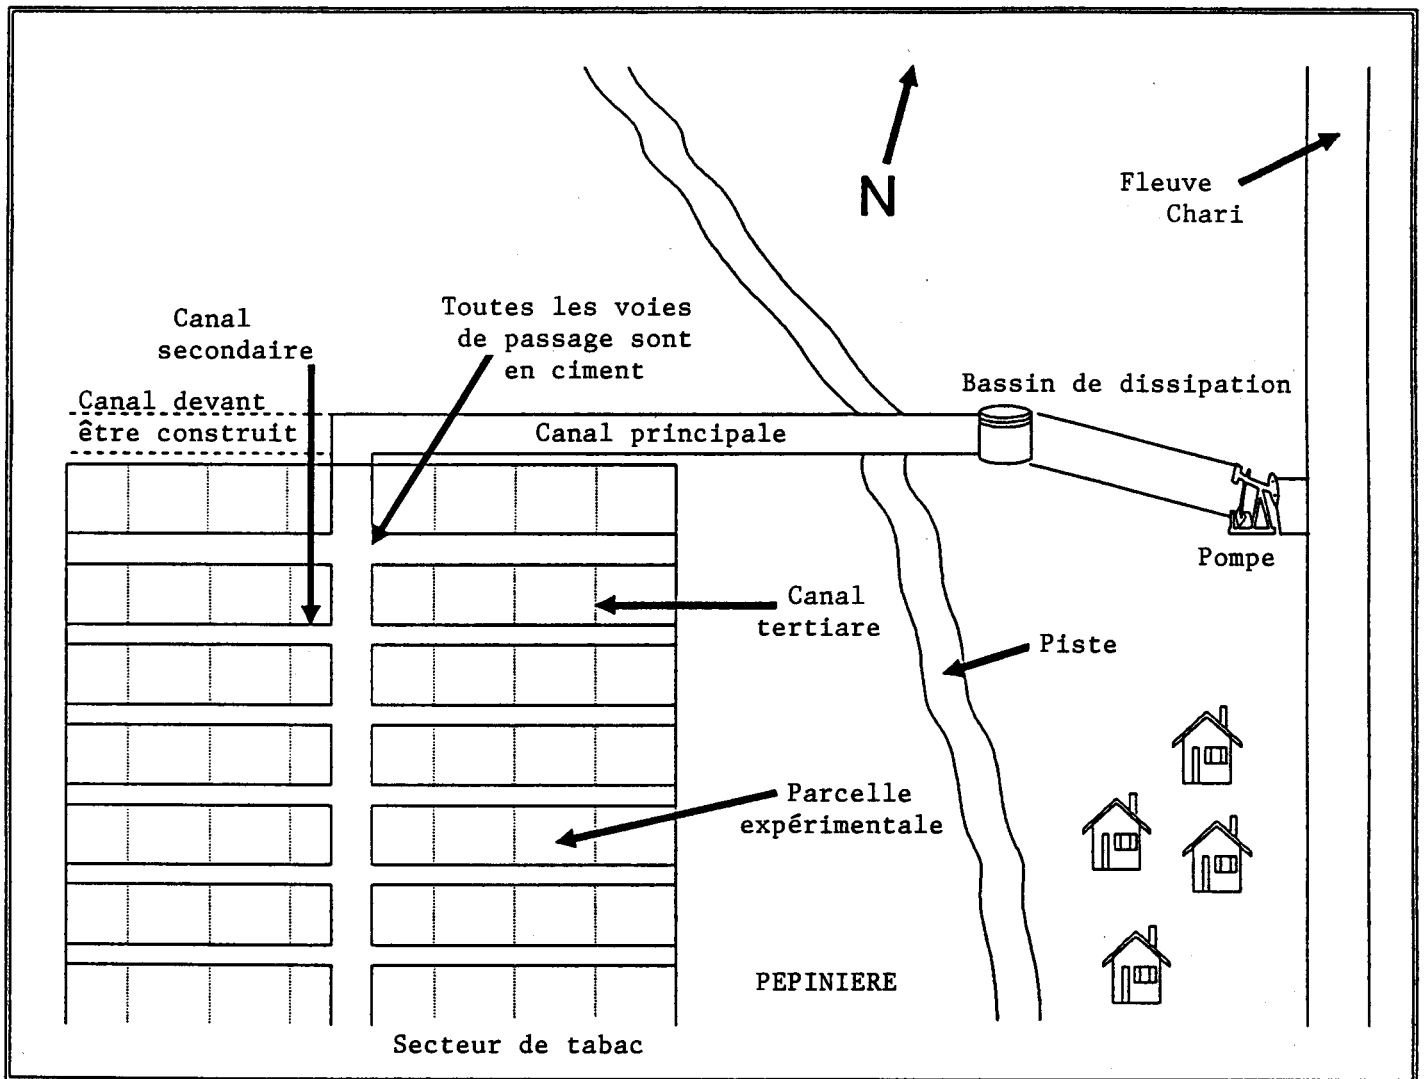 N
Fleuve
Chari
Toutes les voies
de passage sont
en ciment
Canal
secondaire
Bassin de dissipation
Canal devant
être construit
Canal principale
Pompe
Canal
tertiare
Piste
Parcelle
expérimentale
PEPINIERE
Secteur de tabac